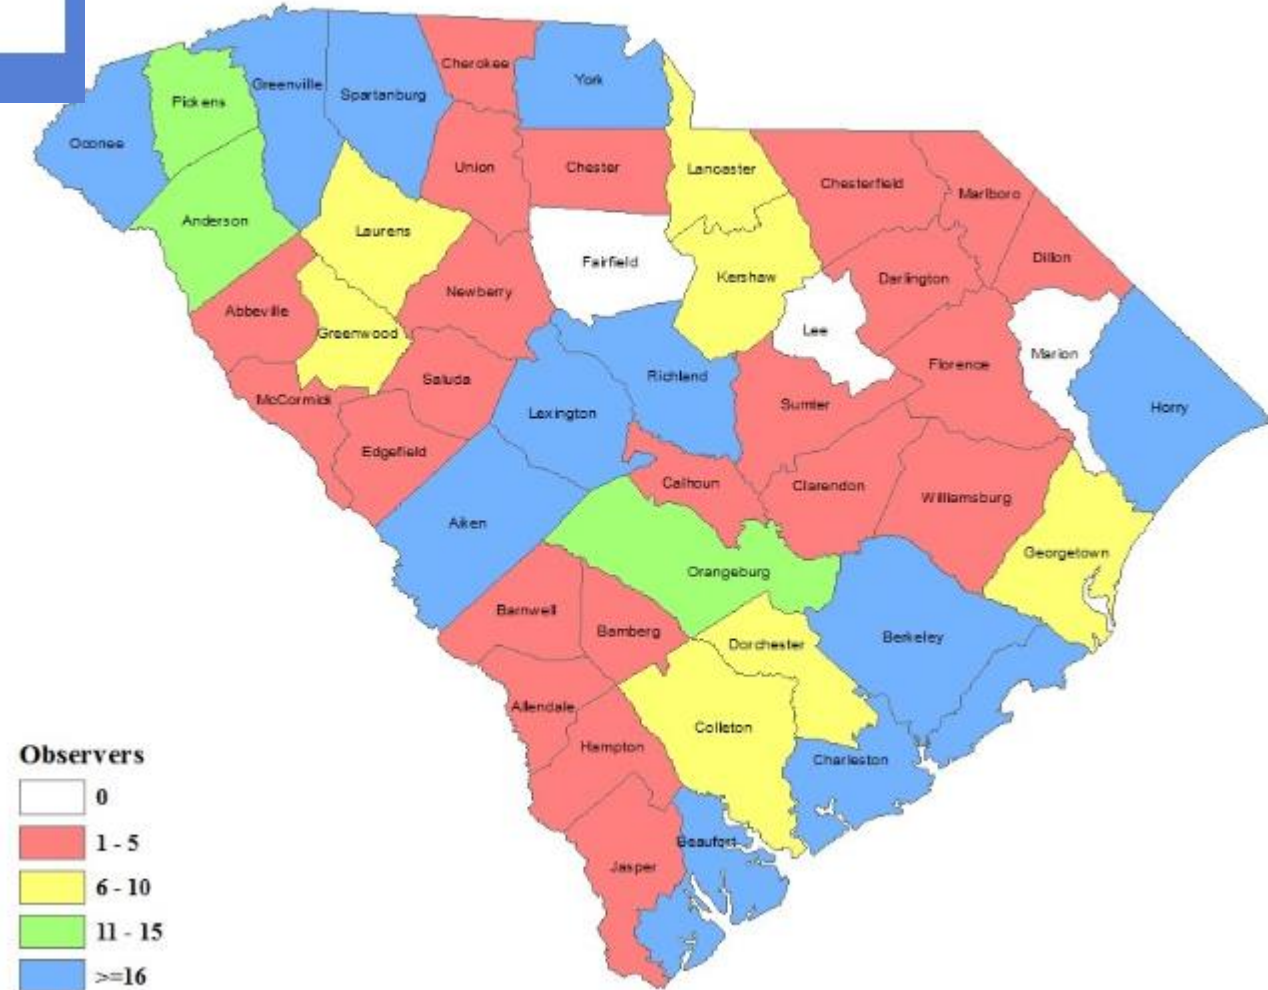 Cherokee
York
Greenville
Spartanburg
Pickens
Oconee
Union
Chester
Lancaster
Chesterfield
Marlboro
Anderson
Laurens
Fairfield
Kershaw
Darlington
Dillon
Abbeville
Newberry
Greenwood
Lee
Marion
Florence
Saluda
Richland
McCormick
Lexington
Sumter
Horry
Edgefield
Calhoun
Clarendon
Williamsburg
Aiken
Georgetown
Orangeburg
Barnwell
Bamberg
Dorchester
Berkeley
Allendale
Colleton
Hampton
Charleston
Beaufort
Jasper
Observers
0
1 - 5
6 - 10
11 - 15
>=16